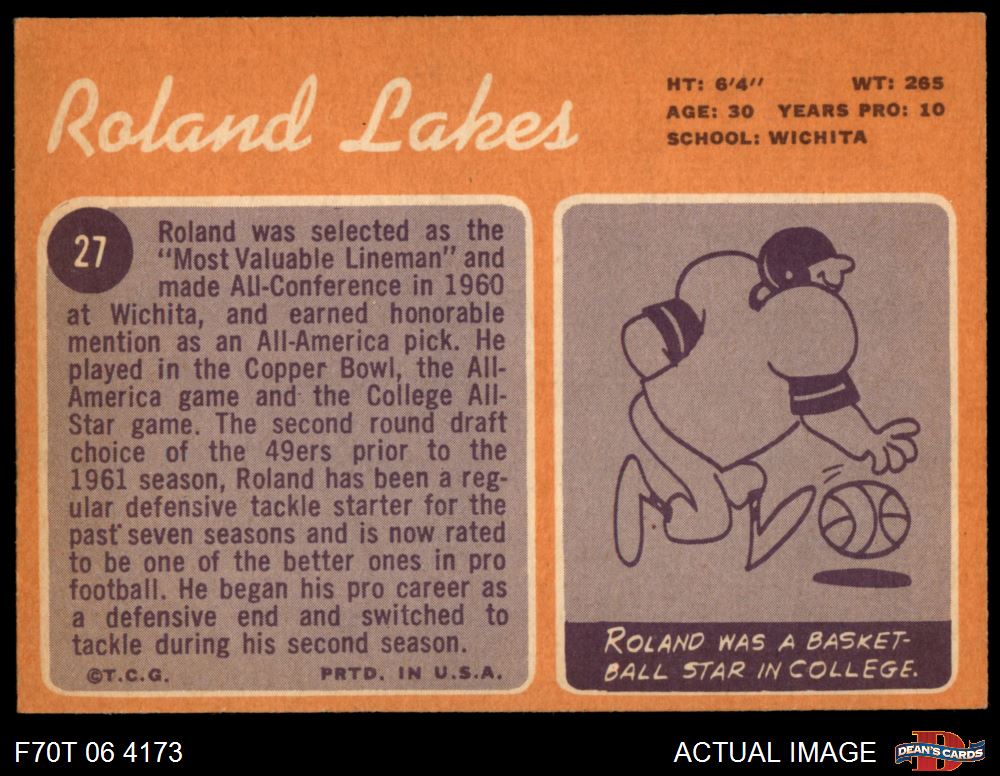 Roland Lakes
HT: 6'4" WT: 265
AGE: 30 YEARS PRO: 10
SCHOOL: WICHITA
27
Roland was selected as the
"Most Valuable Lineman" and
made All-Conference in 1960
at Wichita, and earned honorable
mention as an All-America pick. He
played in the Copper Bowl, the All-
America game and the College All-
Star game. The second round draft
choice of the 49ers prior to the
1961 season, Roland has been a reg-
ular defensive tackle starter for the
past seven seasons and is now rated
to be one of the better ones in pro
football. He began his pro career as
a defensive end and switched to
tackle during his second season.
©T.C.G. PRTD. IN U.S.A.
ROLAND WAS A BASKET-
BALL STAR IN COLLEGE.
F70T 06 4173
ACTUAL IMAGE
D
DEAN'S CARDS